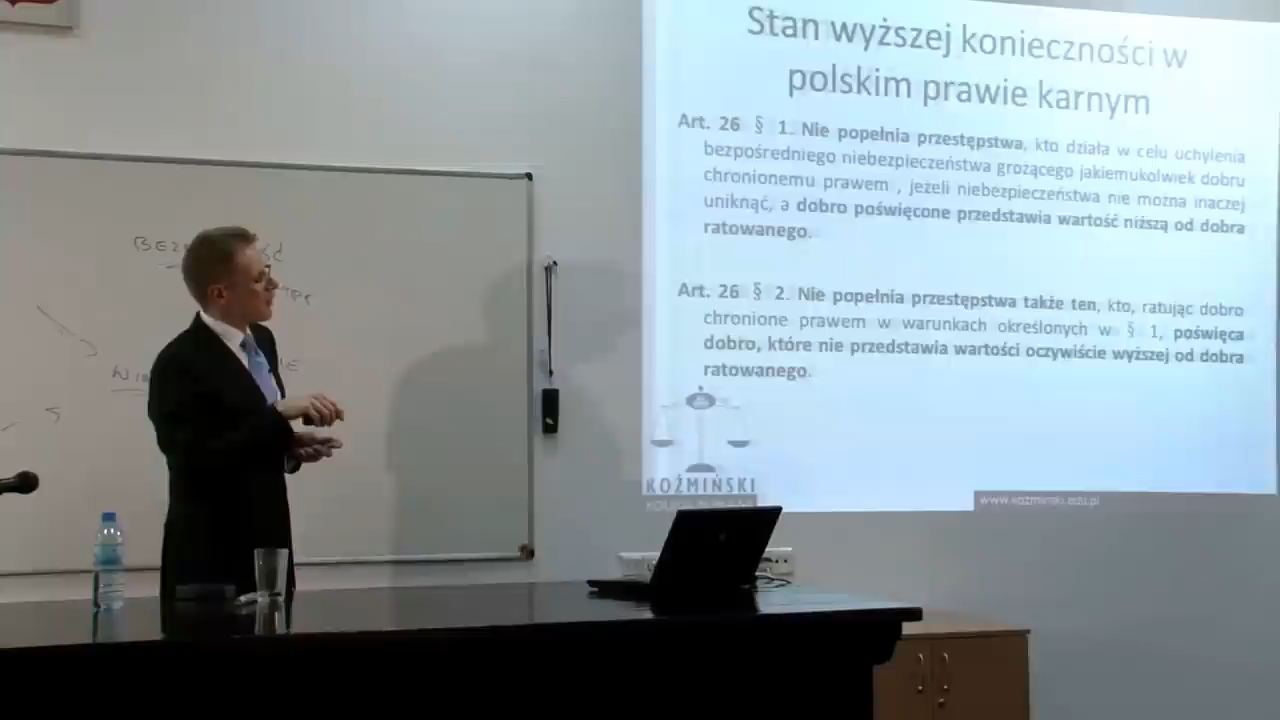 Stan wyższej konieczności w
polskim prawie karnym
Art. 26 § 1. Nie popełnia przestępstwa, kto działa w celu uchylenia
bezpośredniego niebezpieczeństwa grożącego jakiemukolwiek dobru
chronionemu prawem , jeżeli niebezpieczeństwa nie można inaczej
uniknąć, a dobro poświęcone przedstawia wartość niższą od dobra
ratowanego.
Art. 26 § 2. Nie popełnia przestępstwa także ten, kto, ratując dobro
chronione prawem w warunkach określonych w § 1, poświęca
dobro, które nie przedstawia wartości oczywiście wyższej od dobra
ratowanego.
KOŹMIŃSKI
www.kozminski.edu.pl